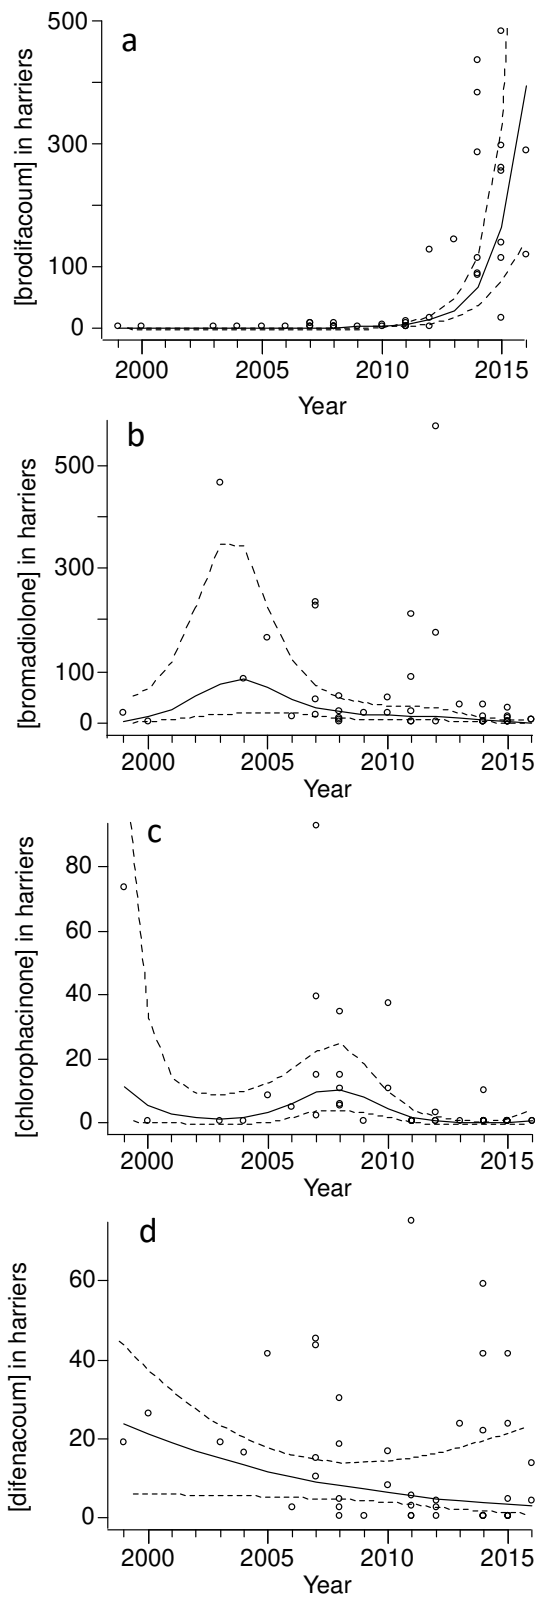 a
[brodifacoum] in harriers
500
300
100
0
2000 2005 2010 2015
Year
b
[bromadiolone] in harriers
500
300
100
0
2000 2005 2010 2015
Year
c
[chlorophacinone] in harriers
80
60
40
20
0
2000 2005 2010 2015
Year
d
[difenacoum] in harriers
60
40
20
0
2000 2005 2010 2015
Year